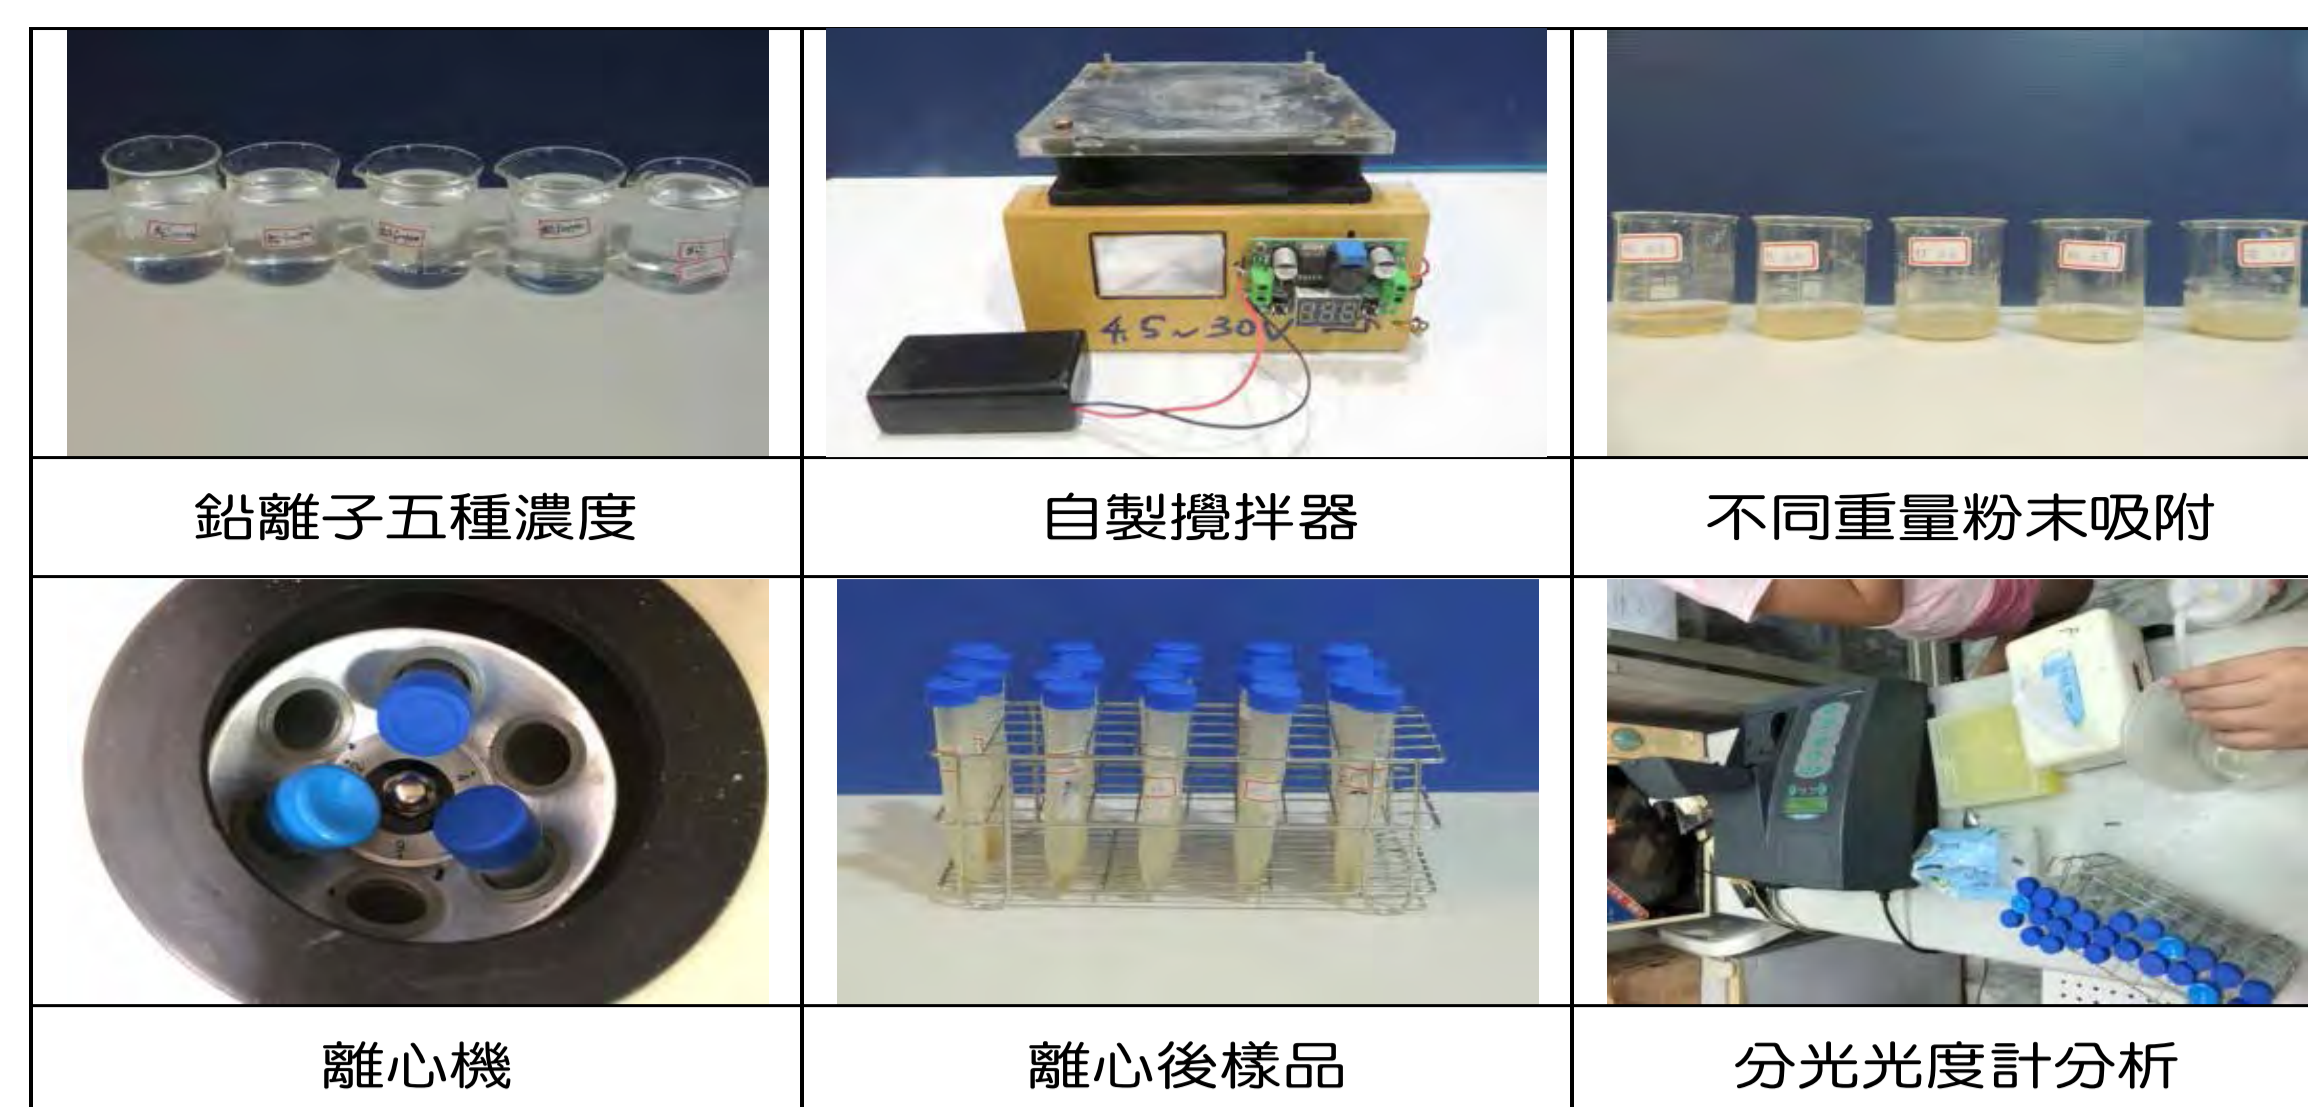 4.5~30V
鉛離子五種濃度
自製攪拌器
不同重量粉末吸附
離心機
離心後樣品
分光光度計分析